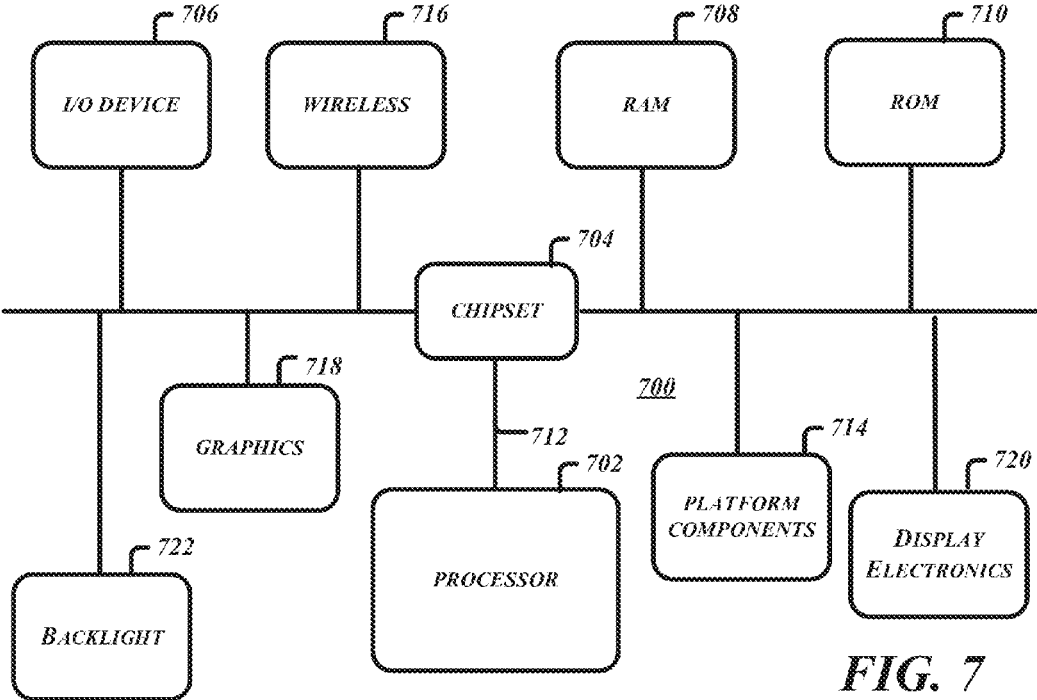 706
716
708
710
I/O DEVICE
WIRELESS
RAM
ROM
704
CHIPSET
718
GRAPHICS
700
712
714
702
720
PLATFORM
COMPONENTS
DISPLAY
ELECTRONICS
722
PROCESSOR
BACKLIGHT
FIG. 7